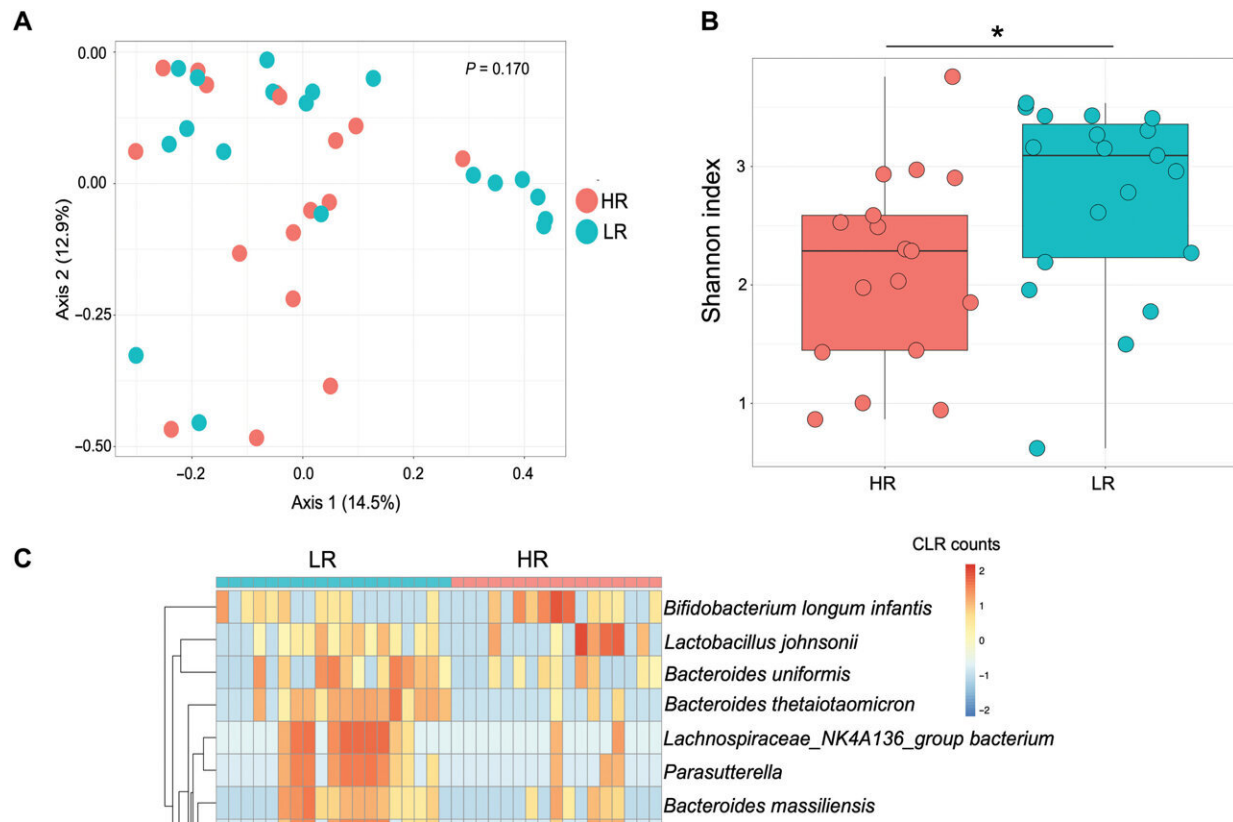 A
0.00
0.00
−0.25
−0.50
Axis 2 (12.9%)
P = 0.170
−0.2
0.0
0.2
0.4
Axis 1 (14.5%)
HR
LR
B
*
Shannon index
3
2
1
HR
LR
C
LR
HR
CLR counts
2
1
0
−1
−2
Bifidobacterium longum infantis
Lactobacillus johnsonii
Bacteroides uniformis
Bacteroides thetaiotaomicron
Lachnospiraceae_NK4A136_group bacterium
Parasutterella
Bacteroides massiliensis